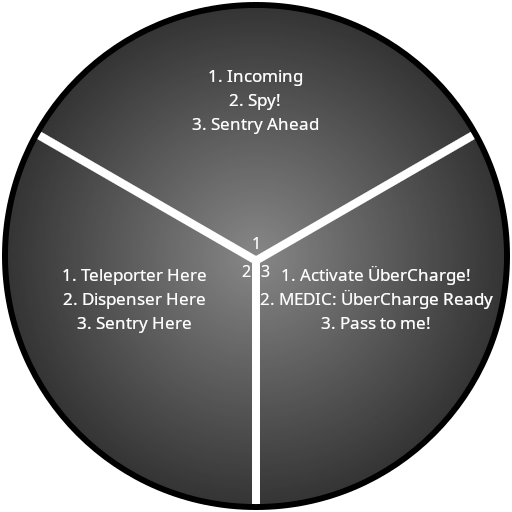 1. Incoming
2. Spy!
3. Sentry Ahead
1
2
3
1. Teleporter Here
2. Dispenser Here
3. Sentry Here
1. Activate ÜberCharge!
2. MEDIC: ÜberCharge Ready
3. Pass to me!